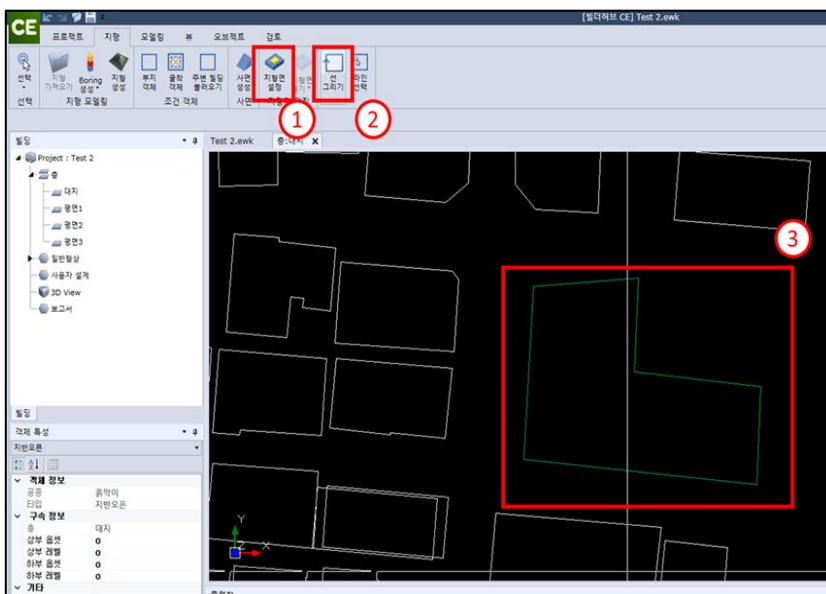 CE
[빌더허브 CE] Test 2.ewk
프로젝트 지형 모델링 뷰 오브젝트 검토
선택
지형 가져오기
Boring 생성
지형 생성
부지 객체
굴착 객체
주변 빌딩 불러오기
사면 생성
지형면 설정
선 그리기
라인 선택
선택 지형 모델링 조건 객체 사면
1 2
빌딩
Test 2.ewk 층:대지 X
Project : Test 2
층
대지
평면1
평면2
평면3
일반형상
사용자 설계
3D View
보고서
3
빌딩
객체 특성
지반오픈
객체 정보
공종 흙막이
타입 지반오픈
구속 정보
층 대지
상부 옵셋 0
상부 레벨 0
하부 옵셋 0
하부 레벨 0
기타
Y
Z X